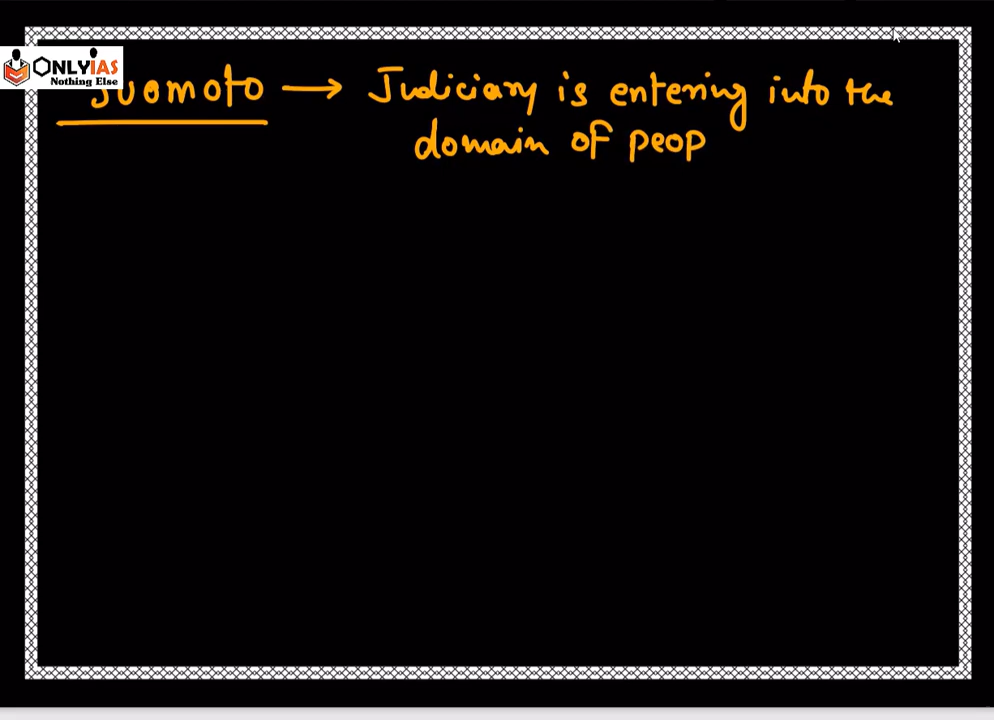 ONLYIAS
Nothing Else
Suomoto → Judiciary is entering into the
domain of peop